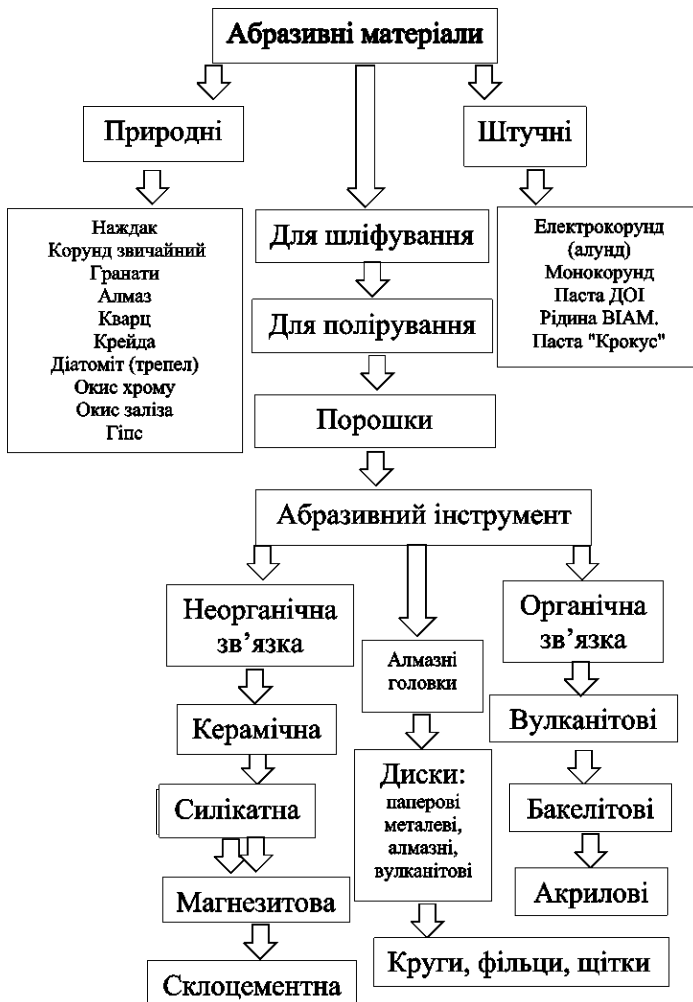 Абразивні матеріали
Природні
Штучні
Наждак
Корунд звичайний
Гранати
Алмаз
Кварц
Крейда
Діатоміт (трепел)
Окис хрому
Окис заліза
Гіпс
Для шліфування
Для полірування
Порошки
Електрокорунд
(алунд)
Монокорунд
Паста ДОІ
Рідина ВІАМ.
Паста "Крокус"
Абразивний інструмент
Неорганічна
зв’язка
Керамічна
Силікатна
Магнезитова
Склоцементна
Алмазні
головки
Диски:
паперові
металеві,
алмазні,
вулканітові
Круги, фільци, щітки
Органічна
зв’язка
Вулканітові
Бакелітові
Акрилові